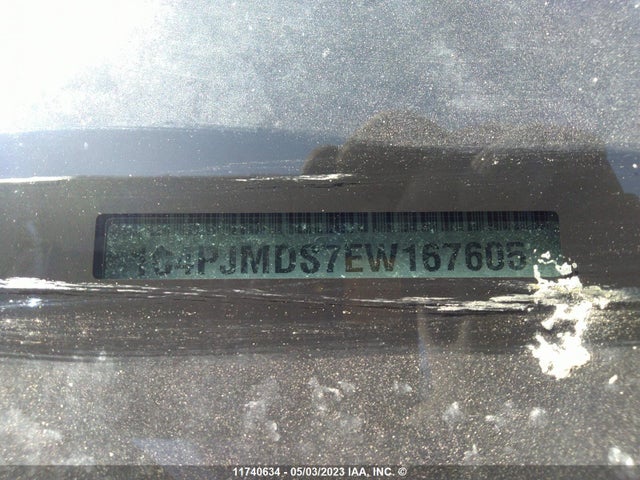 1C4PJMDS7EW167605
11740634 - 05/03/2023 IAA, INC. ©